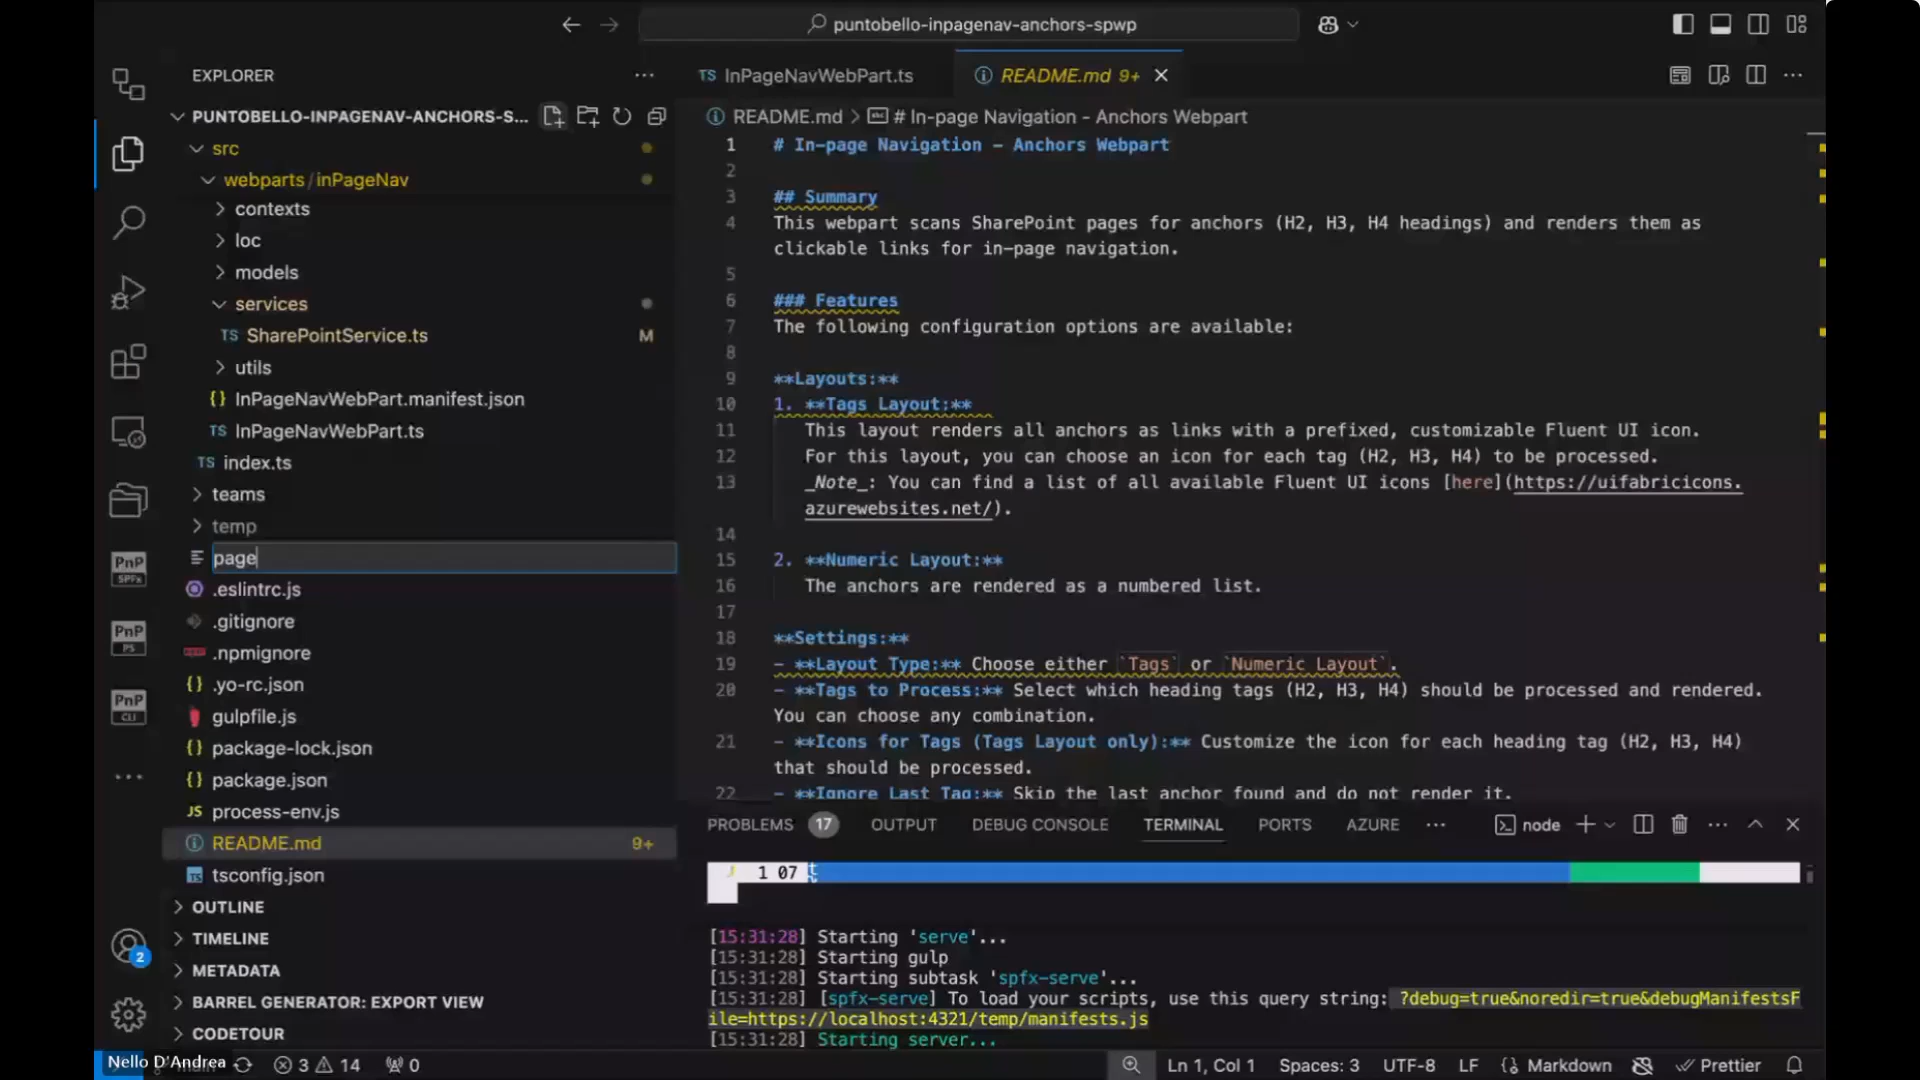 puntobello-inpagenav-anchors-spwp
EXPLORER
PUNTOBELLO-INPAGENAV-ANCHORS-S...
src
webparts / inPageNav
contexts
loc
models
services
TS SharePointService.ts M
utils
{} InPageNavWebPart.manifest.json
TS InPageNavWebPart.ts
TS index.ts
teams
temp
page
.eslintrc.js
.gitignore
.npmignore
{} .yo-rc.json
gulpfile.js
{} package-lock.json
{} package.json
JS process-env.js
README.md 9+
TS tsconfig.json
OUTLINE
TIMELINE
METADATA
BARREL GENERATOR: EXPORT VIEW
CODETOUR
PnP SPFx
PnP PS
PnP CLI
2
TS InPageNavWebPart.ts
README.md 9+
README.md > # In-page Navigation - Anchors Webpart
1 # In-page Navigation - Anchors Webpart
2
3 ## Summary
4 This webpart scans SharePoint pages for anchors (H2, H3, H4 headings) and renders them as
clickable links for in-page navigation.
5
6 ### Features
7 The following configuration options are available:
8
9 **Layouts:**
10 1. **Tags Layout:**
11 This layout renders all anchors as links with a prefixed, customizable Fluent UI icon.
12 For this layout, you can choose an icon for each tag (H2, H3, H4) to be processed.
13 _Note_: You can find a list of all available Fluent UI icons [here](https://uifabricicons.
azurewebsites.net/).
14
15 2. **Numeric Layout:**
16 The anchors are rendered as a numbered list.
17
18 **Settings:**
19 - **Layout Type:** Choose either `Tags` or `Numeric Layout`.
20 - **Tags to Process:** Select which heading tags (H2, H3, H4) should be processed and rendered.
You can choose any combination.
21 - **Icons for Tags (Tags Layout only):** Customize the icon for each heading tag (H2, H3, H4)
that should be processed.
22 - **Ignore Last Tag:** Skip the last anchor found and do not render it.
PROBLEMS 17 OUTPUT DEBUG CONSOLE TERMINAL PORTS AZURE ... node
1 07
[15:31:28] Starting 'serve'...
[15:31:28] Starting gulp
[15:31:28] Starting subtask 'spfx-serve'...
[15:31:28] [spfx-serve] To load your scripts, use this query string: ?debug=true&noredir=true&debugManifestsF
ile=https://localhost:4321/temp/manifests.js
[15:31:28] Starting server...
Nello D'Andrea 3 14 0 Ln 1, Col 1 Spaces: 3 UTF-8 LF {} Markdown Prettier